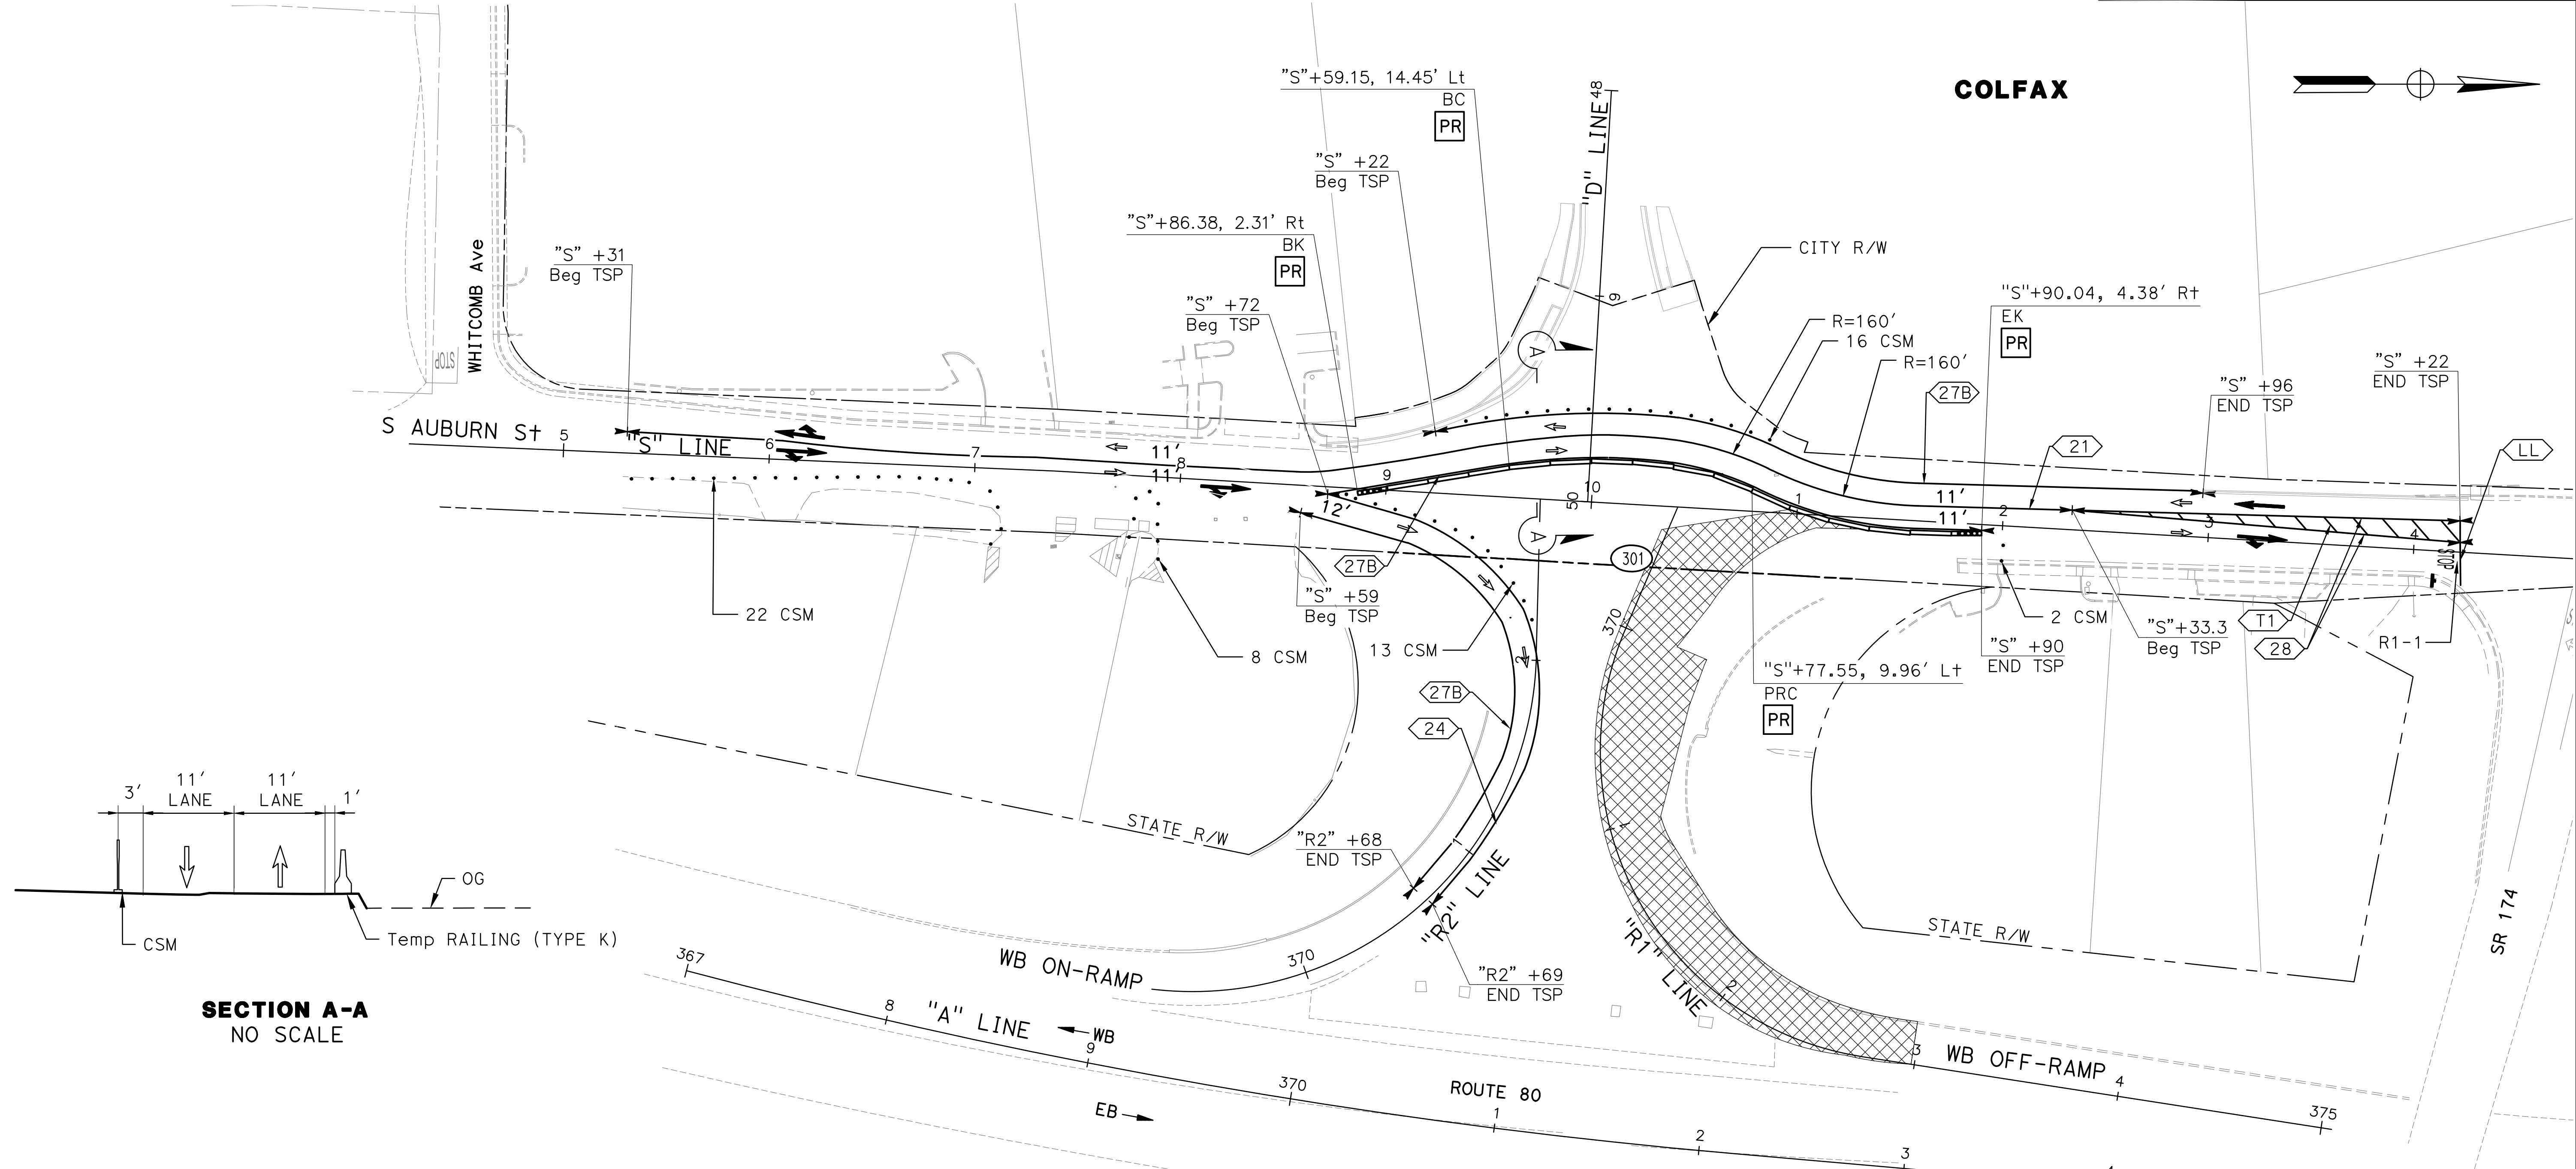 COLFAX
"S"+59.15, 14.45' Lt
BC
PR
"D" LINE
48
"S" +22
Beg TSP
"S"+86.38, 2.31' Rt
BK
PR
"S" +72
Beg TSP
"S" +31
Beg TSP
WHITCOMB Ave
STOP
CITY R/W
9
A
R=160'
16 CSM
R=160'
27B
"S"+90.04, 4.38' Rt
EK
PR
"S" +96
END TSP
"S" +22
END TSP
21
LL
S AUBURN St
5
"S" LINE
6
7
8
9
10
1
2
3
4
11'
11'
11'
11'
12'
50
A
301
STOP
27B
"S" +59
Beg TSP
22 CSM
8 CSM
13 CSM
370
2
2 CSM
"S" +90
END TSP
"S"+33.3
Beg TSP
T1
28
R1-1
"S"+77.55, 9.96' Lt
PRC
PR
27B
24
STATE R/W
"R2" +68
END TSP
1
"R2" LINE
"R2" +69
END TSP
1
"R1" LINE
2
3
WB OFF-RAMP
4
375
STATE R/W
SR 174
WB ON-RAMP
370
367
8
"A" LINE
WB
9
370
ROUTE 80
EB
1
2
3
3'
11'
LANE
11'
LANE
1'
OG
CSM
Temp RAILING (TYPE K)
SECTION A-A
NO SCALE